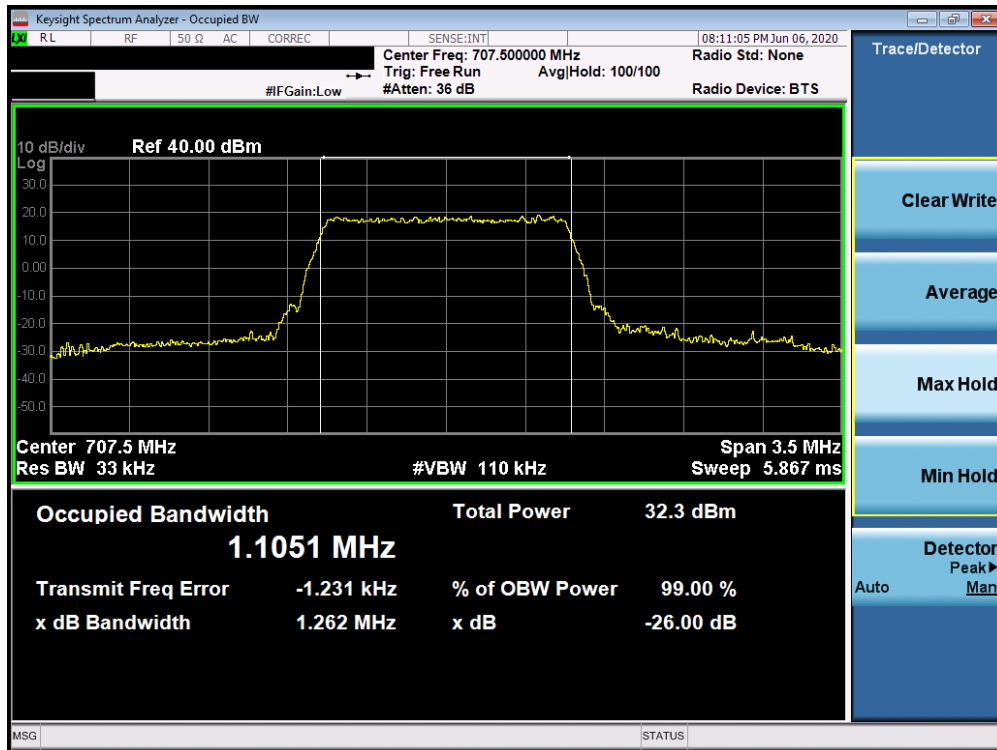 Keysight Spectrum Analyzer - Occupied BW
LXI RL RF 50 Ω AC CORREC SENSE:INT 08:11:05 PM Jun 06, 2020
Center Freq: 707.500000 MHz Radio Std: None
Trig: Free Run Avg|Hold: 100/100
#IFGain:Low #Atten: 36 dB Radio Device: BTS
Trace/Detector
10 dB/div Ref 40.00 dBm
Log
30.0
20.0
10.0
0.00
-10.0
-20.0
-30.0
-40.0
-50.0
Center 707.5 MHz Span 3.5 MHz
Res BW 33 kHz #VBW 110 kHz Sweep 5.867 ms
Occupied Bandwidth Total Power 32.3 dBm
1.1051 MHz
Transmit Freq Error -1.231 kHz % of OBW Power 99.00 %
x dB Bandwidth 1.262 MHz x dB -26.00 dB
Clear Write
Average
Max Hold
Min Hold
Detector
Peak▶
Auto Man
MSG STATUS